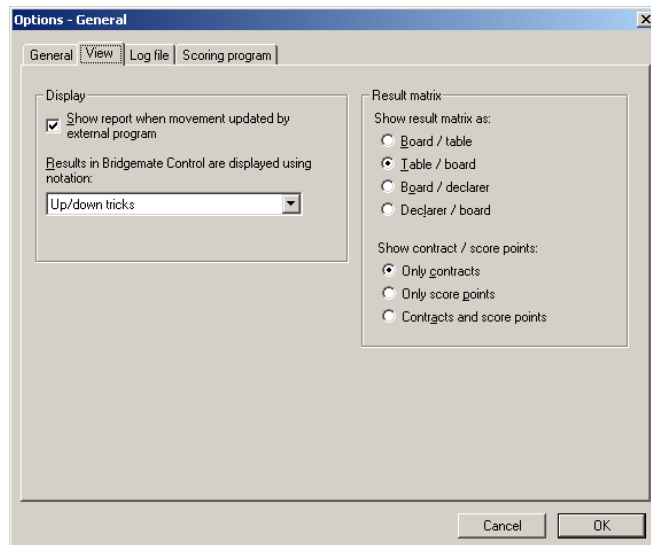 Options - General
General
View
Log file
Scoring program
Display
Show report when movement updated by
external program
Results in Bridgemate Control are displayed using
notation:
Up/down tricks
Result matrix
Show result matrix as:
Board / table
Table / board
Board / declarer
Declarer / board
Show contract / score points:
Only contracts
Only score points
Contracts and score points
Cancel
OK